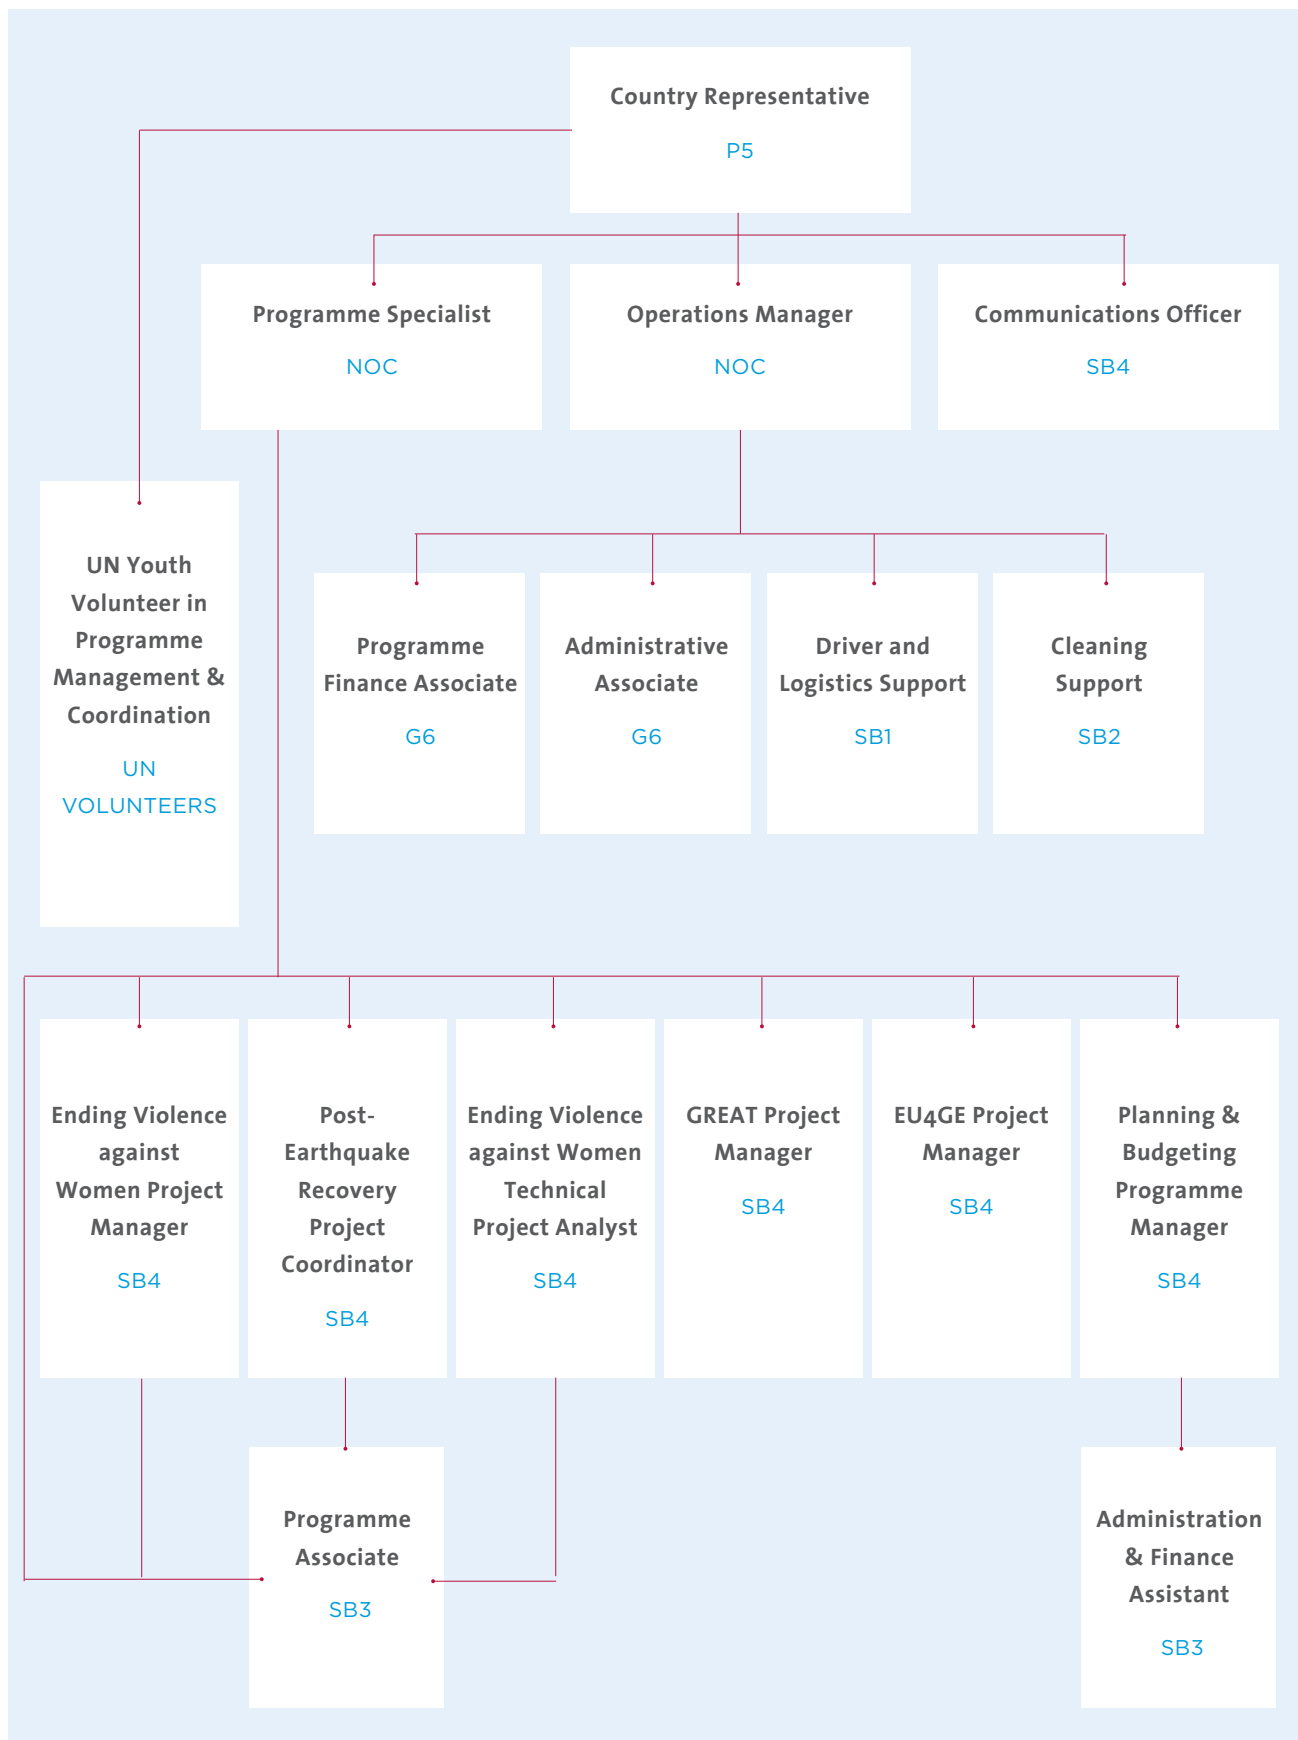 Country Representative
P5
Programme Specialist
NOC
Operations Manager
NOC
Communications Officer
SB4
UN Youth
Volunteer in
Programme
Management &
Coordination
UN
VOLUNTEERS
Programme
Finance Associate
G6
Administrative
Associate
G6
Driver and
Logistics Support
SB1
Cleaning
Support
SB2
Ending Violence
against
Women Project
Manager
SB4
Post-
Earthquake
Recovery
Project
Coordinator
SB4
Ending Violence
against Women
Technical
Project Analyst
SB4
GREAT Project
Manager
SB4
EU4GE Project
Manager
SB4
Planning &
Budgeting
Programme
Manager
SB4
Programme
Associate
SB3
Administration
& Finance
Assistant
SB3